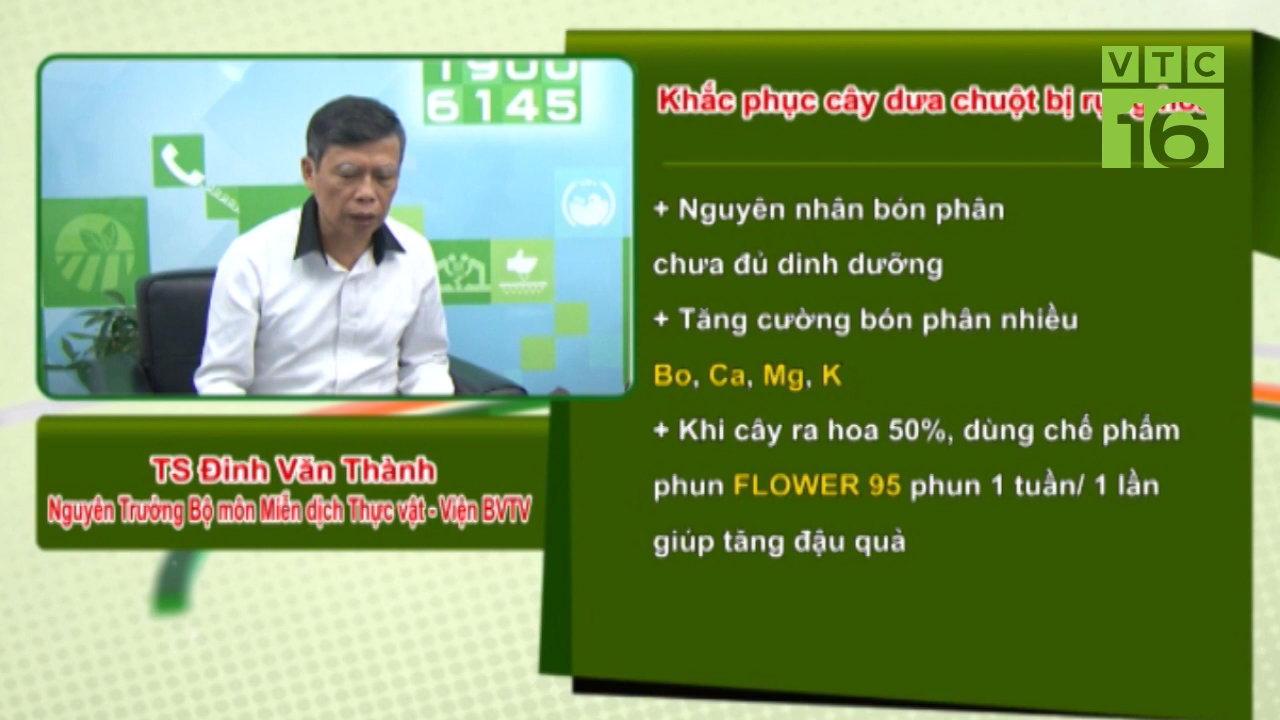 1900
6145
VTC
16
Khắc phục cây dưa chuột bị
+ Nguyên nhân bón phân
chưa đủ dinh dưỡng
+ Tăng cường bón phân nhiều
Bo, Ca, Mg, K
+ Khi cây ra hoa 50%, dùng chế phẩm
phun FLOWER 95 phun 1 tuần/ 1 lần
giúp tăng đậu quả
TS Đinh Văn Thành
Nguyên Trưởng Bộ môn Miễn dịch Thực vật - Viện BVTV